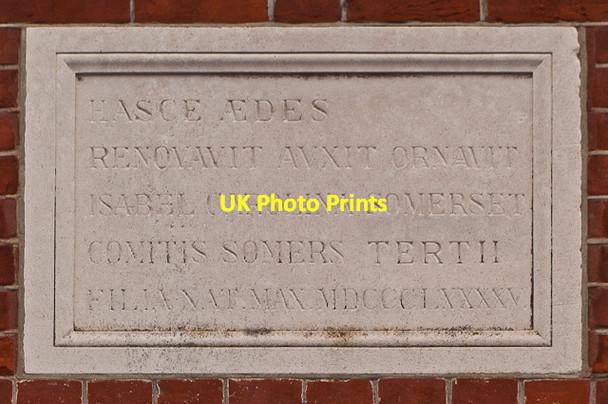 HASCE ÆDES
RENOVAVIT AVXIT ORNAVIT
ISABEL SOMERSET
UK Photo Prints
COMITIS SOMERS TERTII
FILIA NAT. MAX. MDCCCLXXXXV